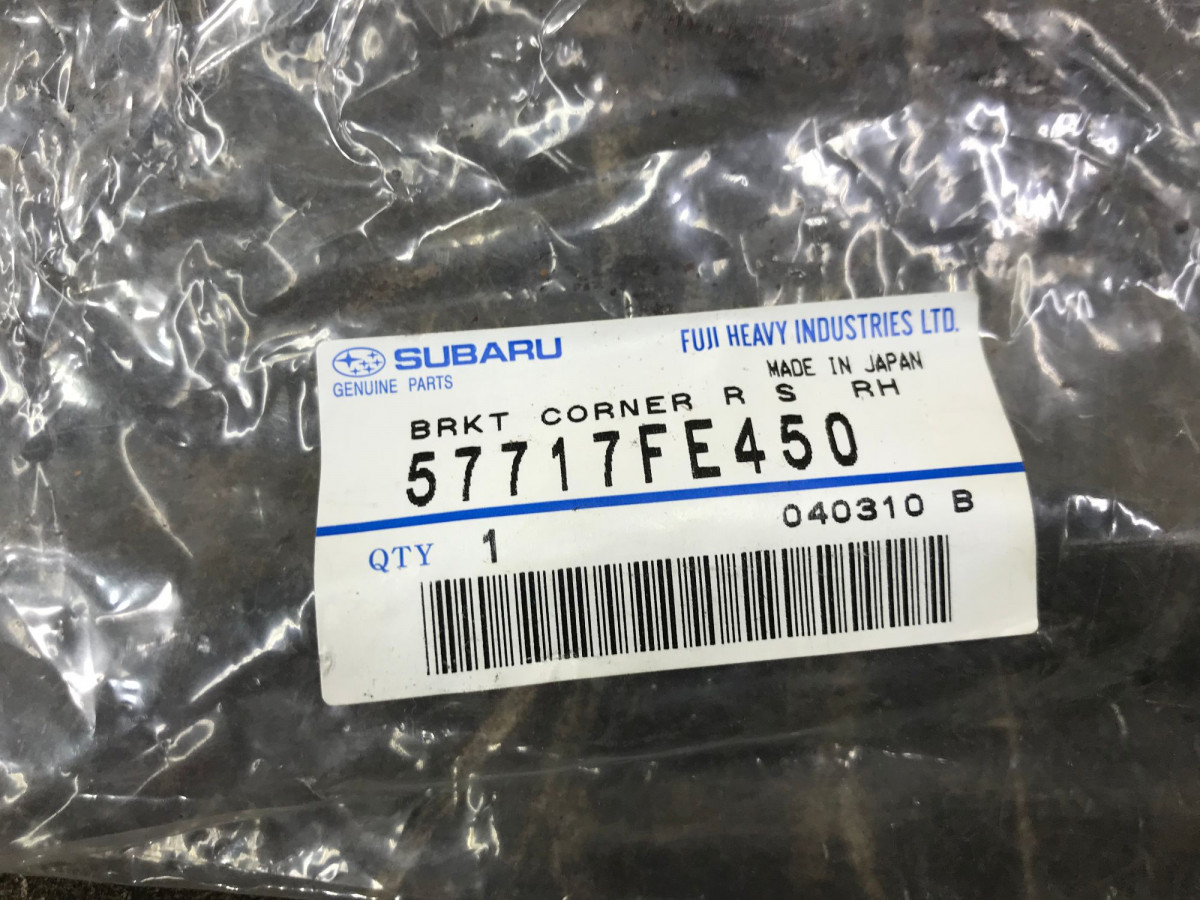 SUBARU
FUJI HEAVY INDUSTRIES LTD.
GENUINE PARTS
MADE IN JAPAN
BRKT CORNER R S RH
57717FE450
QTY 1
040310 B